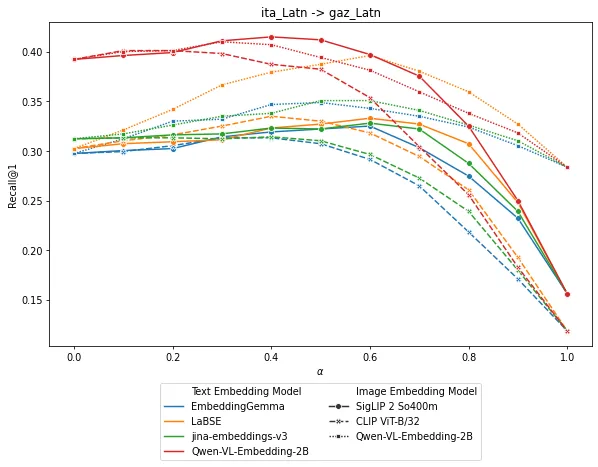 ita_Latn -> gaz_Latn
Recall@1
0.40
0.35
0.30
0.25
0.20
0.15
0.0 0.2 0.4 0.6 0.8 1.0
α
Text Embedding Model
EmbeddingGemma
LaBSE
jina-embeddings-v3
Qwen-VL-Embedding-2B
Image Embedding Model
SigLIP 2 So400m
CLIP ViT-B/32
Qwen-VL-Embedding-2B